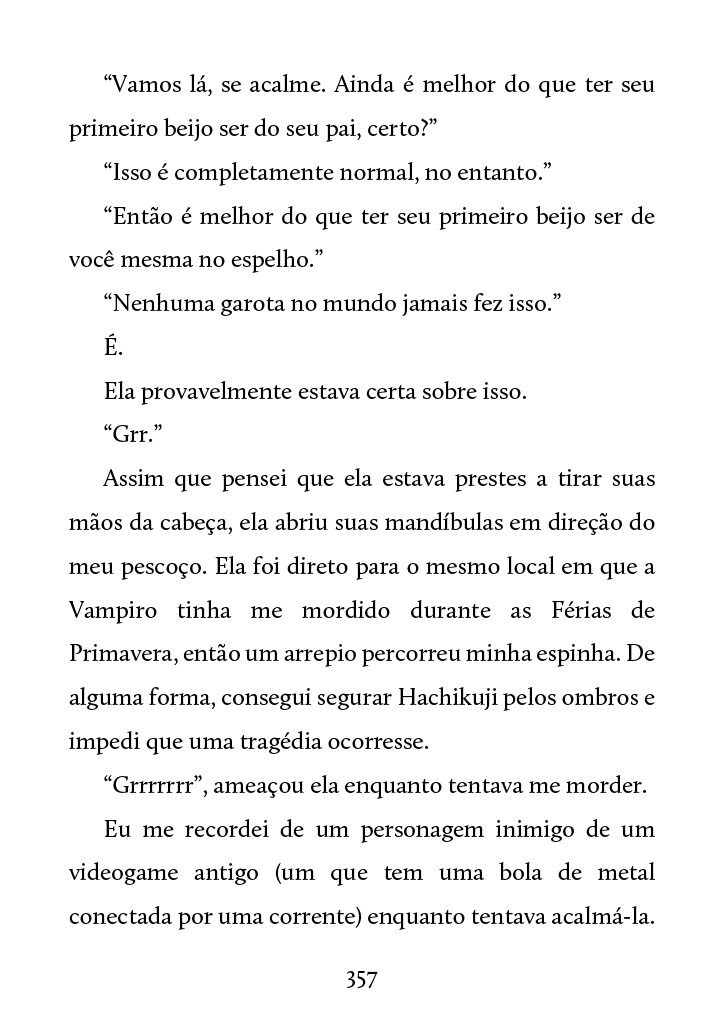 “Vamos lá, se acalme. Ainda é melhor do que ter seu
primeiro beijo ser do seu pai, certo?”
“Isso é completamente normal, no entanto.”
“Então é melhor do que ter seu primeiro beijo ser de
você mesma no espelho.”
“Nenhuma garota no mundo jamais fez isso.”
É.
Ela provavelmente estava certa sobre isso.
“Grr.”
Assim que pensei que ela estava prestes a tirar suas
mãos da cabeça, ela abriu suas mandíbulas em direção do
meu pescoço. Ela foi direto para o mesmo local em que a
Vampiro tinha me mordido durante as Férias de
Primavera, então um arrepio percorreu minha espinha. De
alguma forma, consegui segurar Hachikuji pelos ombros e
impedi que uma tragédia ocorresse.
“Grrrrrrr”, ameaçou ela enquanto tentava me morder.
Eu me recordei de um personagem inimigo de um
videogame antigo (um que tem uma bola de metal
conectada por uma corrente) enquanto tentava acalmá-la.
357